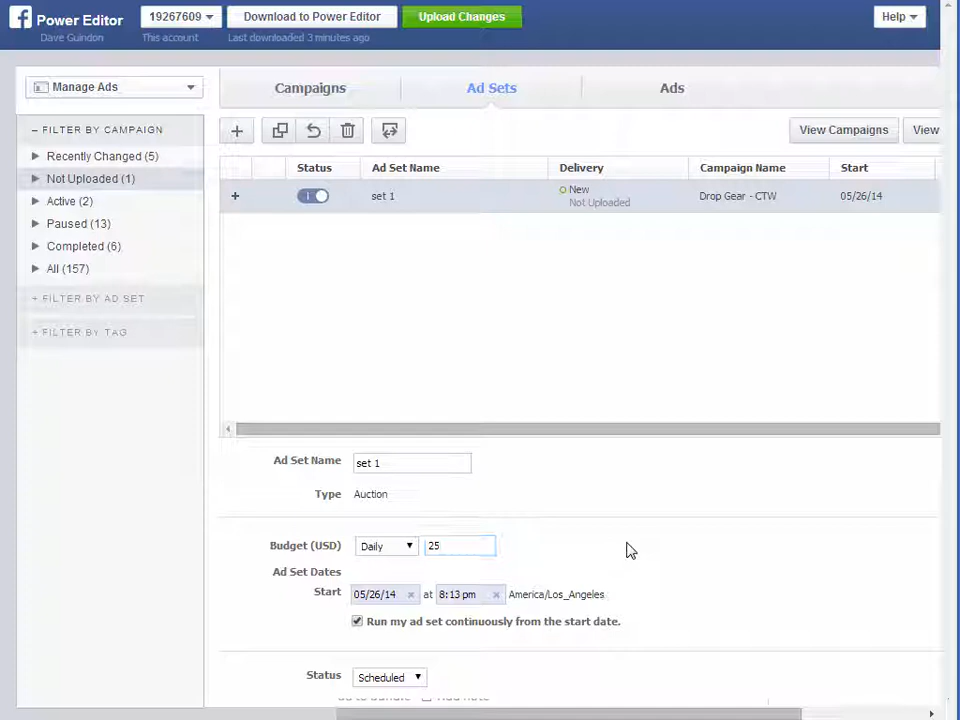 Power Editor
Dave Guindon
19267609
This account
Download to Power Editor
Last downloaded 3 minutes ago
Upload Changes
Help
Manage Ads
Campaigns
Ad Sets
Ads
– FILTER BY CAMPAIGN
Recently Changed (5)
Not Uploaded (1)
Active (2)
Paused (13)
Completed (6)
All (157)
+ FILTER BY AD SET
+ FILTER BY TAG
View Campaigns
View
Status
Ad Set Name
Delivery
Campaign Name
Start
set 1
New
Not Uploaded
Drop Gear - CTW
05/26/14
Ad Set Name
set 1
Type
Auction
Budget (USD)
Daily
25
Ad Set Dates
Start
05/26/14
at
8:13 pm
America/Los_Angeles
Run my ad set continuously from the start date.
Status
Scheduled